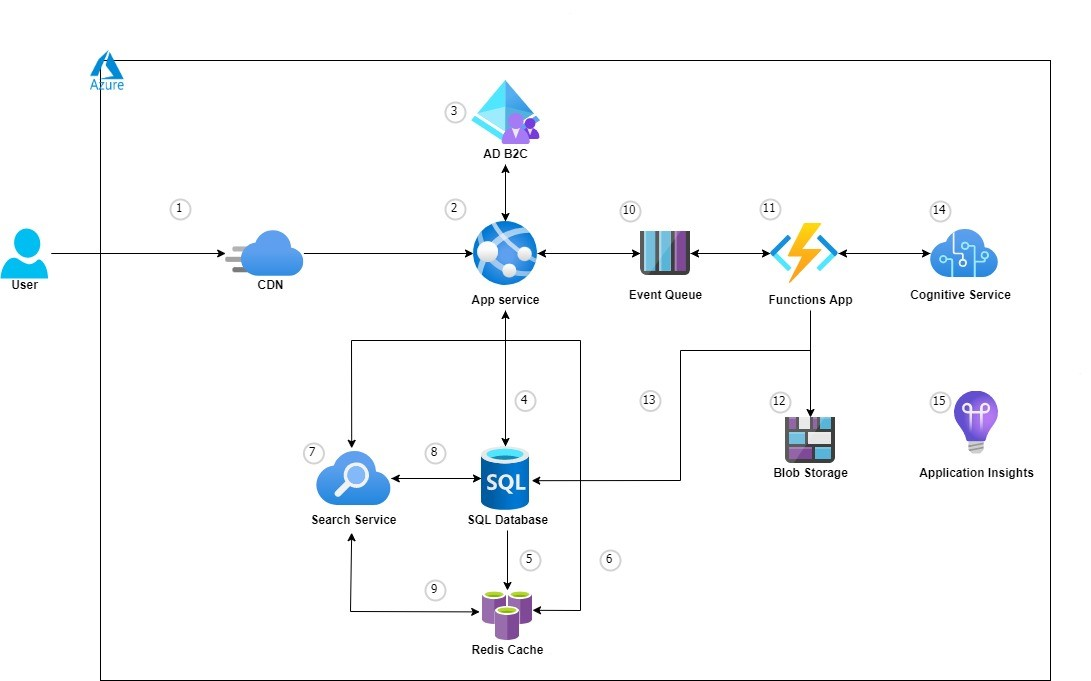 Azure
3
AD B2C
1
2
10
11
14
User
CDN
App service
Event Queue
Functions App
Cognitive Service
4
13
12
15
7
8
SQL
Blob Storage
Application Insights
Search Service
SQL Database
5
6
9
Redis Cache